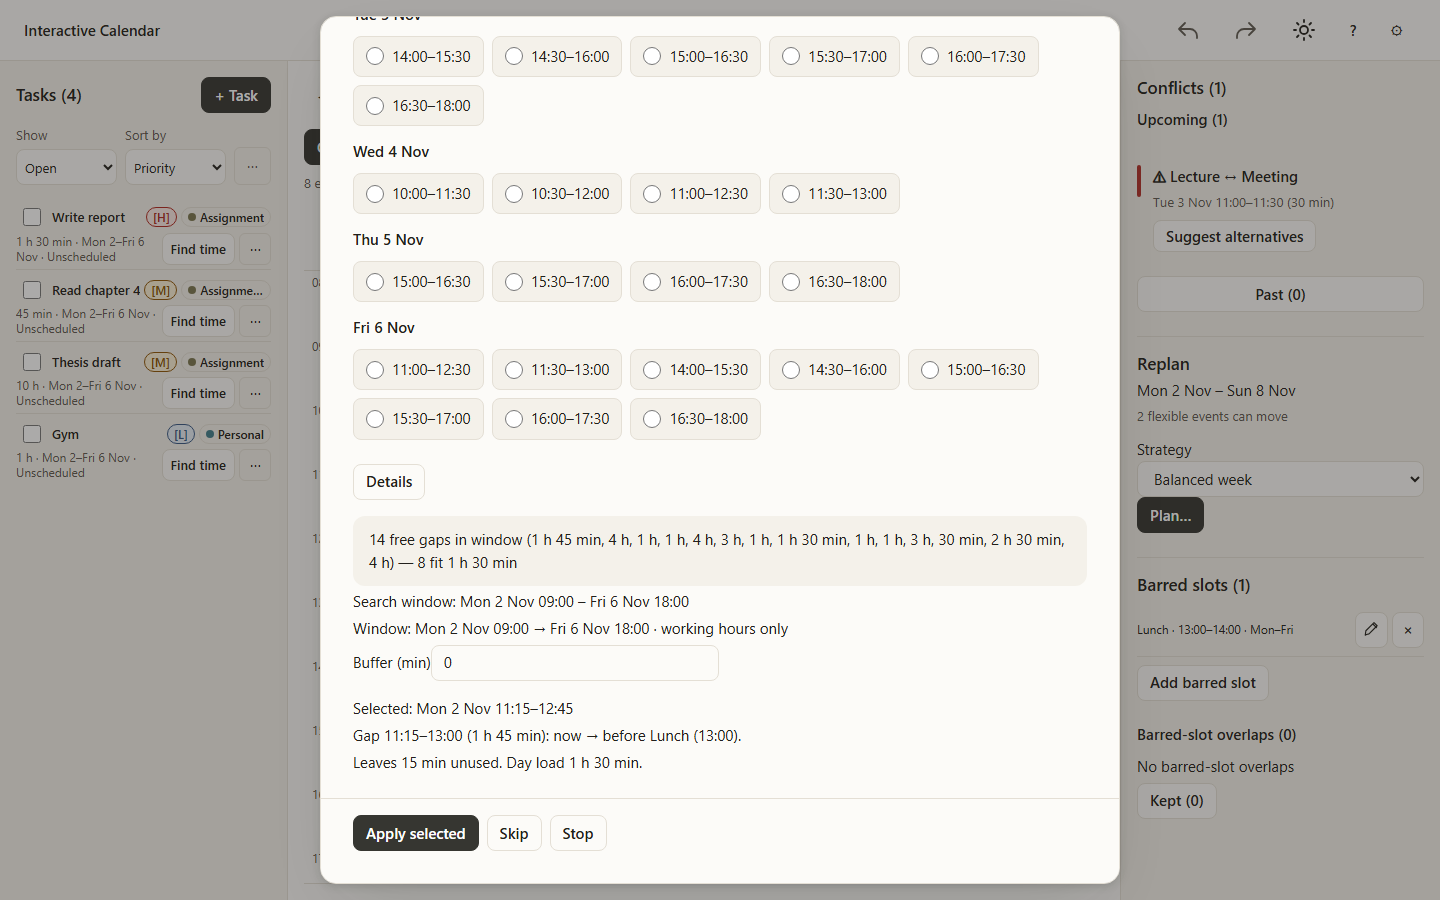 Interactive Calendar
?
Tasks (4)
+ Task
Show
Sort by
Open
Priority
...
Write report
[H]
Assignment
1 h 30 min · Mon 2–Fri 6
Nov · Unscheduled
Find time
...
Read chapter 4
[M]
Assignme...
45 min · Mon 2–Fri 6 Nov ·
Unscheduled
Find time
...
Thesis draft
[M]
Assignment
10 h · Mon 2–Fri 6 Nov ·
Unscheduled
Find time
...
Gym
[L]
Personal
1 h · Mon 2–Fri 6 Nov ·
Unscheduled
Find time
...
8 e
Tue 3 Nov
14:00–15:30
14:30–16:00
15:00–16:30
15:30–17:00
16:00–17:30
16:30–18:00
Wed 4 Nov
10:00–11:30
10:30–12:00
11:00–12:30
11:30–13:00
Thu 5 Nov
15:00–16:30
15:30–17:00
16:00–17:30
16:30–18:00
Fri 6 Nov
11:00–12:30
11:30–13:00
14:00–15:30
14:30–16:00
15:00–16:30
15:30–17:00
16:00–17:30
16:30–18:00
Details
14 free gaps in window (1 h 45 min, 4 h, 1 h, 1 h, 4 h, 3 h, 1 h, 1 h 30 min, 1 h, 1 h, 3 h, 30 min, 2 h 30 min,
4 h) — 8 fit 1 h 30 min
Search window: Mon 2 Nov 09:00 – Fri 6 Nov 18:00
Window: Mon 2 Nov 09:00 → Fri 6 Nov 18:00 · working hours only
Buffer (min)
0
Selected: Mon 2 Nov 11:15–12:45
Gap 11:15–13:00 (1 h 45 min): now → before Lunch (13:00).
Leaves 15 min unused. Day load 1 h 30 min.
Apply selected
Skip
Stop
Conflicts (1)
Upcoming (1)
⚠ Lecture ↔ Meeting
Tue 3 Nov 11:00–11:30 (30 min)
Suggest alternatives
Past (0)
Replan
Mon 2 Nov – Sun 8 Nov
2 flexible events can move
Strategy
Balanced week
Plan...
Barred slots (1)
Lunch · 13:00–14:00 · Mon–Fri
×
Add barred slot
Barred-slot overlaps (0)
No barred-slot overlaps
Kept (0)